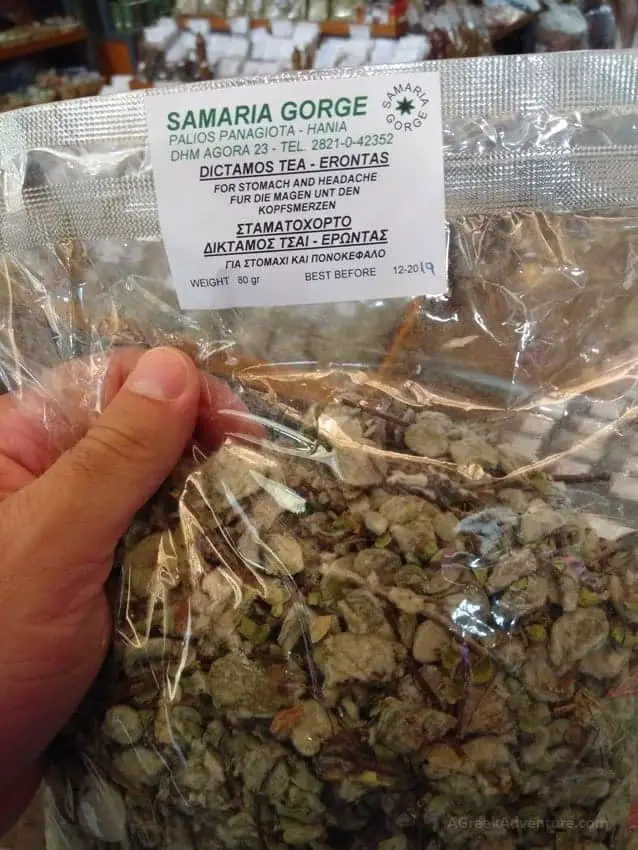 SAMARIA GORGE
PALIOS PANAGIOTA - HANIA
DHM AGORA 23 - TEL. 2821-0-42352
SAMARIA GORGE
DICTAMOS TEA - ERONTAS
FOR STOMACH AND HEADACHE
FUR DIE MAGEN UNT DEN
KOPFSMERZEN
ΣΤΑΜΑΤΟΧΟΡΤΟ
ΔΙΚΤΑΜΟΣ ΤΣΑΙ - ΕΡΩΝΤΑΣ
ΓΙΑ ΣΤΟΜΑΧΙ ΚΑΙ ΠΟΝΟΚΕΦΑΛΟ
WEIGHT 80 gr BEST BEFORE 12-2019
AGreekAdventure.com